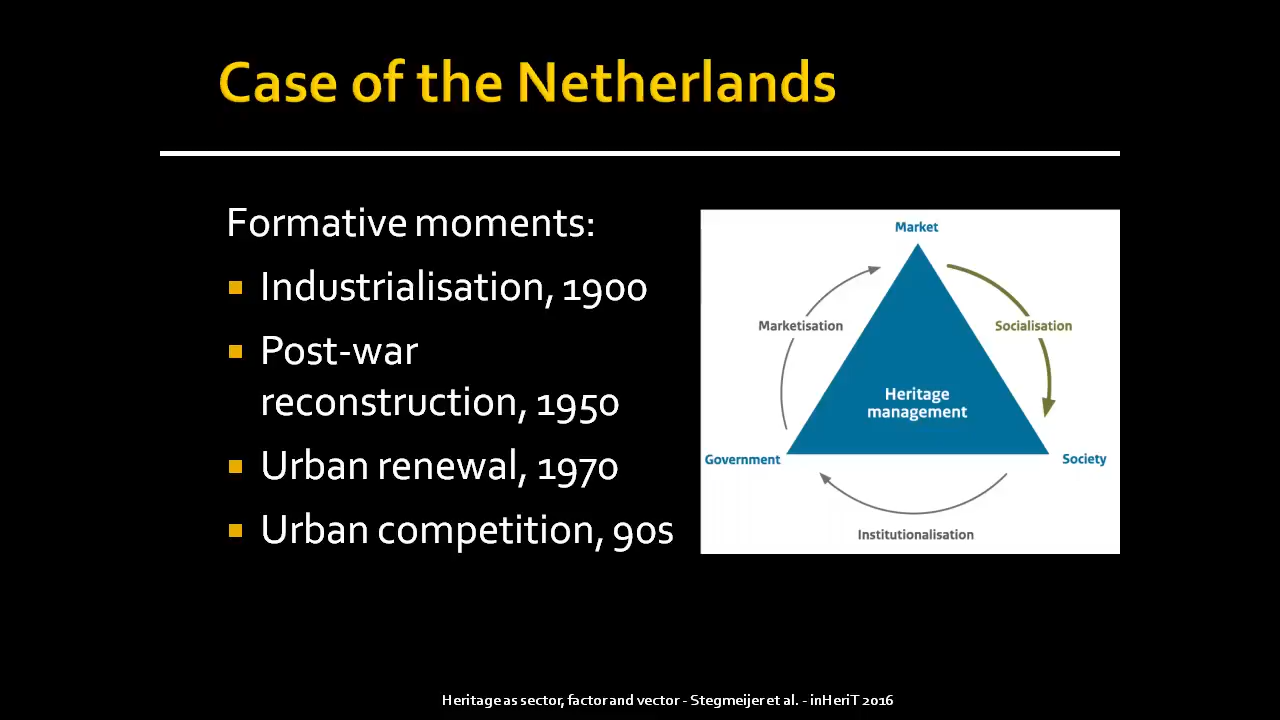 Case of the Netherlands
Formative moments:
Industrialisation, 1900
Post-war
reconstruction, 1950
Urban renewal, 1970
Urban competition, 90s
Market
Marketisation
Socialisation
Heritage
management
Government
Society
Institutionalisation
Heritage as sector, factor and vector - Stegmeijer et al. - inHeriT 2016